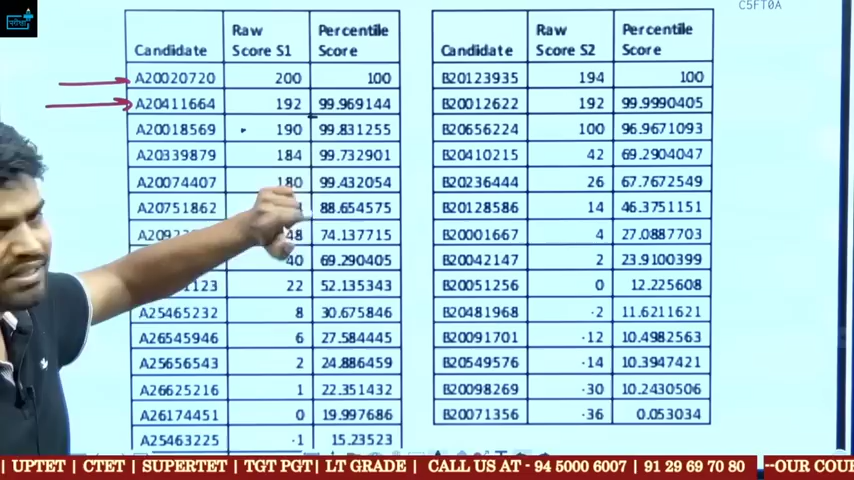 परीक्षा
C5FT0A
Candidate Raw Score S1 Percentile Score
A20020720 200 100
A20411664 192 99.969144
A20018569 190 99.831255
A20339879 184 99.732901
A20074407 180 99.432054
A20751862 88.654575
48 74.137715
40 69.290405
1123 22 52.135343
A25465232 8 30.675846
A26545946 6 27.584445
A25656543 2 24.886459
A26625216 1 22.351432
A26174451 0 19.997686
A25463225 -1 15.23523
Candidate Raw Score S2 Percentile Score
B20123935 194 100
B20012622 192 99.9990405
B20656224 100 96.9671093
B20410215 42 69.2904047
B20236444 26 67.7672549
B20128586 14 46.3751151
B20001667 4 27.0887703
B20042147 2 23.9100399
B20051256 0 12.225608
B20481968 -2 11.6211621
B20091701 -12 10.4982563
B20549576 -14 10.3947421
B20098269 -30 10.2430506
B20071356 -36 0.053034
| UPTET | CTET | SUPERTET | TGT PGT| LT GRADE | CALL US AT - 94 5000 6007 | 91 29 69 70 80 --OUR COU